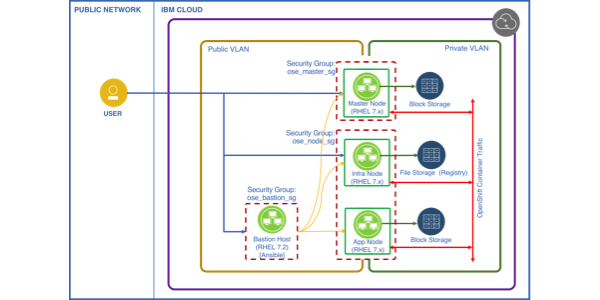 PUBLIC NETWORK
IBM CLOUD
Public VLAN
Private VLAN
Security Group:
ose_master_sg
Master Node
(RHEL 7.x)
Block Storage
USER
Security Group:
ose_node_sg
Infra Node
(RHEL 7.x)
File Storage (Registry)
OpenShift Container Traffic
Security Group:
ose_bastion_sg
Bastion Host
(RHEL 7.2)
[Ansible]
App Node
(RHEL 7.x)
Block Storage